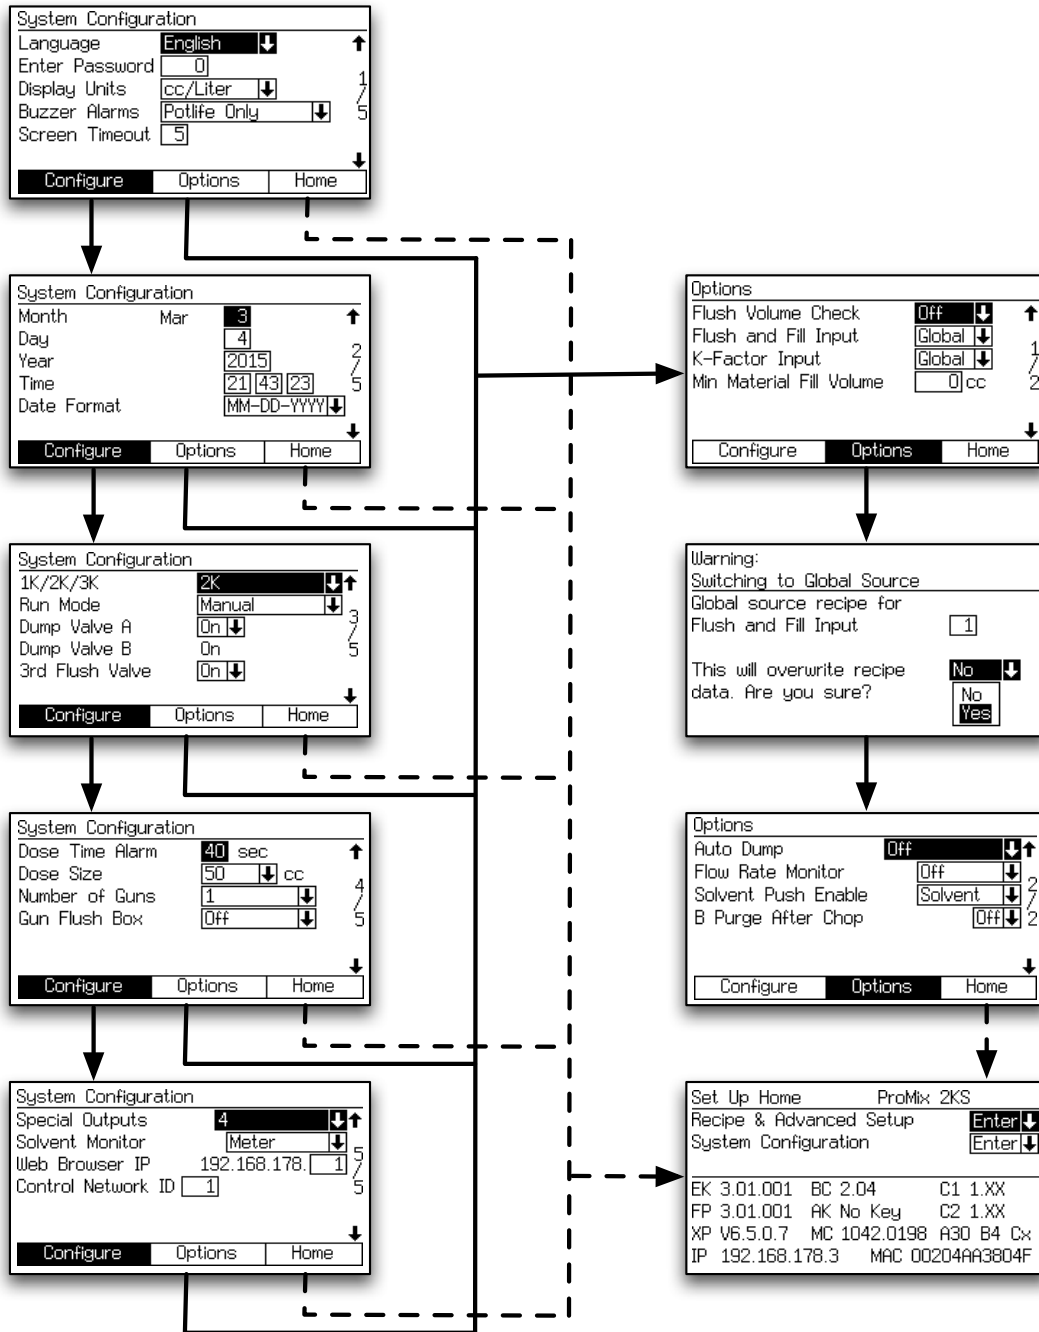 System Configuration
Language English
Enter Password 0
Display Units cc/Liter
Buzzer Alarms Potlife Only
Screen Timeout 5
1/5
Configure Options Home
System Configuration
Month Mar 3
Day 4
Year 2015
Time 21 43 23
Date Format MM-DD-YYYY
2/5
Configure Options Home
System Configuration
1K/2K/3K 2K
Run Mode Manual
Dump Valve A On
Dump Valve B On
3rd Flush Valve On
3/5
Configure Options Home
System Configuration
Dose Time Alarm 40 sec
Dose Size 50 cc
Number of Guns 1
Gun Flush Box Off
4/5
Configure Options Home
System Configuration
Special Outputs 4
Solvent Monitor Meter
Web Browser IP 192.168.178. 1
Control Network ID 1
5/5
Configure Options Home
Options
Flush Volume Check Off
Flush and Fill Input Global
K-Factor Input Global
Min Material Fill Volume 0 cc
1/2
Configure Options Home
Warning:
Switching to Global Source
Global source recipe for
Flush and Fill Input 1
This will overwrite recipe No
data. Are you sure? No
Yes
Options
Auto Dump Off
Flow Rate Monitor Off
Solvent Push Enable Solvent
B Purge After Chop Off
2/2
Configure Options Home
Set Up Home ProMix 2KS
Recipe & Advanced Setup Enter
System Configuration Enter
EK 3.01.001 BC 2.04 C1 1.XX
FP 3.01.001 AK No Key C2 1.XX
XP V6.5.0.7 MC 1042.0198 A30 B4 Cx
IP 192.168.178.3 MAC 00204AA3804F